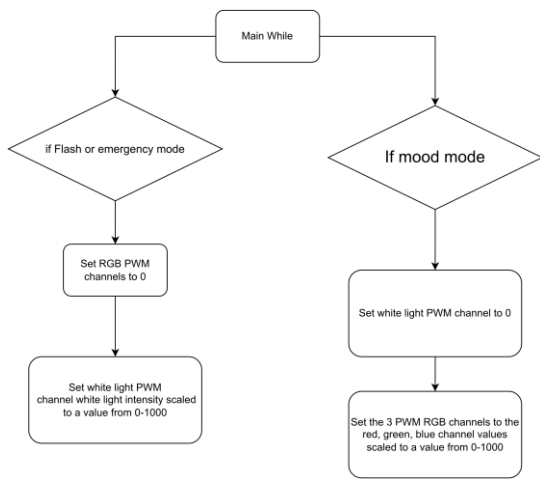 Main While
if Flash or emergency mode
If mood mode
Set RGB PWM
channels to 0
Set white light PWM channel to 0
Set white light PWM
channel white light intensity scaled
to a value from 0-1000
Set the 3 PWM RGB channels to the
red, green, blue channel values
scaled to a value from 0-1000